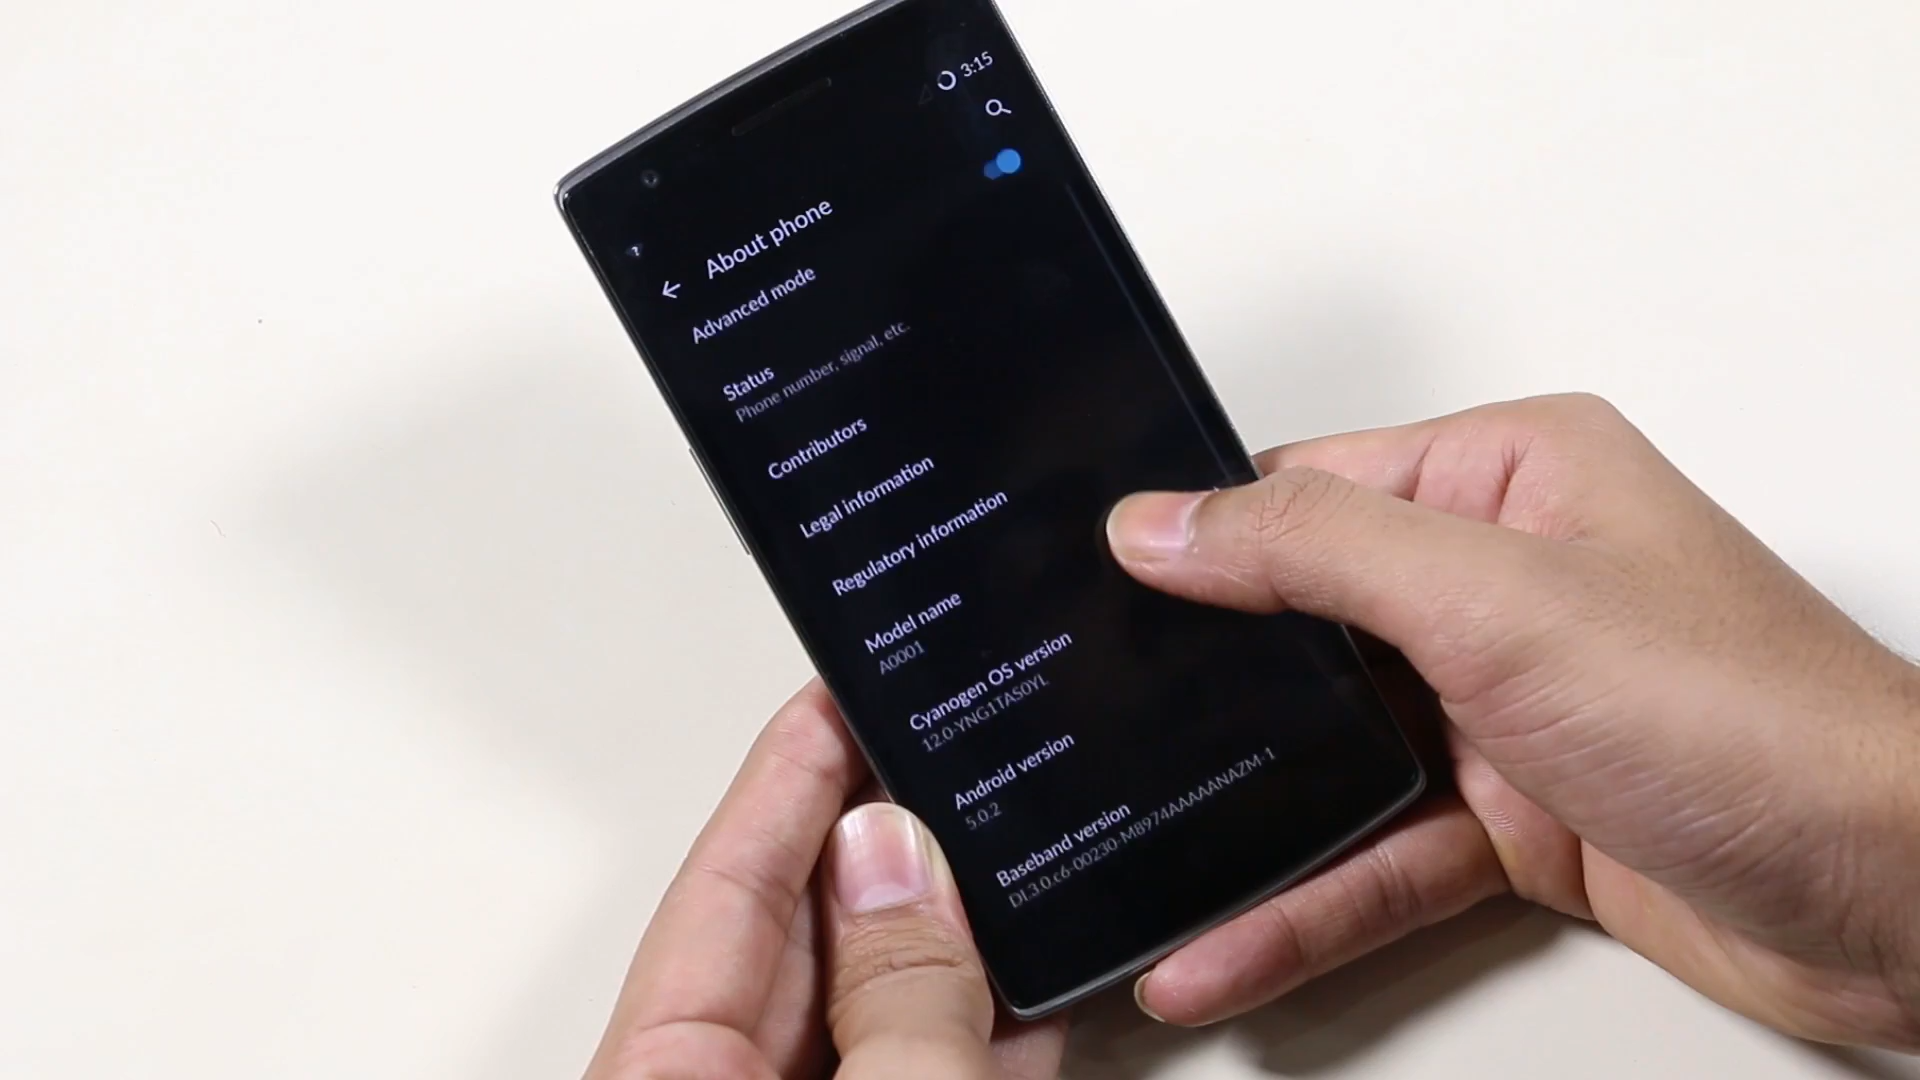 3:15
About phone
Advanced mode
Status
Phone number, signal, etc.
Contributors
Legal information
Regulatory information
Model name
A0001
Cyanogen OS version
12.0-YNG1TAS0YL
Android version
5.0.2
Baseband version
DI.3.0.c6-00230-M8974AAAAANAZM-1